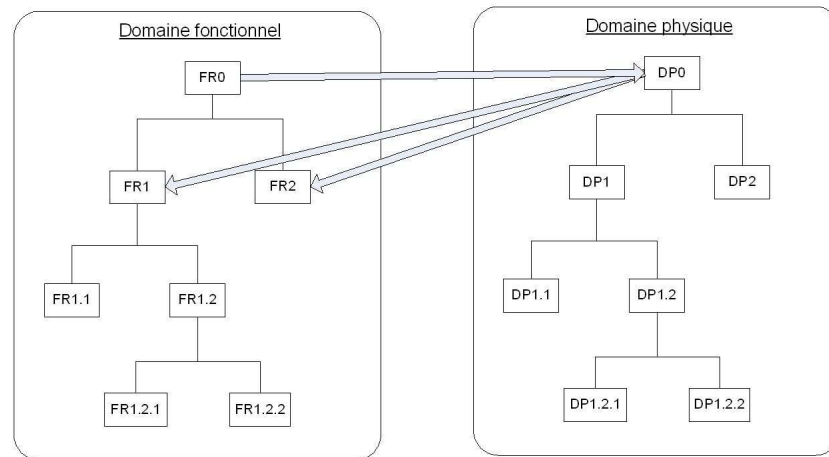 Domaine fonctionnel
FR0
FR1
FR2
FR1.1
FR1.2
FR1.2.1
FR1.2.2
Domaine physique
DP0
DP1
DP2
DP1.1
DP1.2
DP1.2.1
DP1.2.2